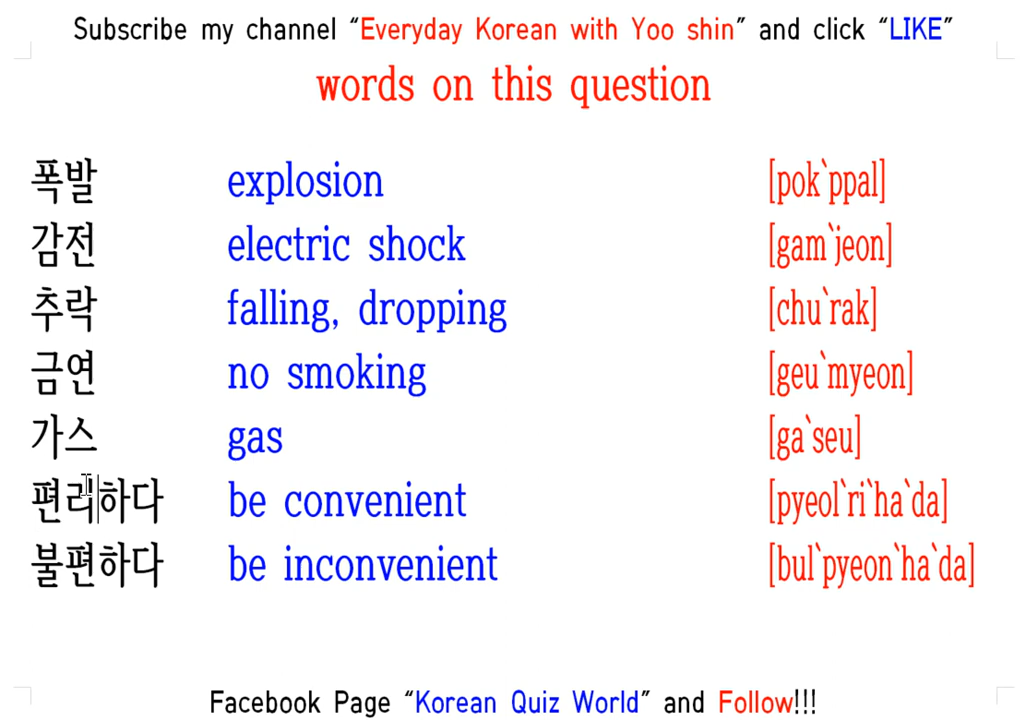 Subscribe my channel “Everyday Korean with Yoo shin” and click “LIKE”
words on this question
폭발 explosion [pok`ppal]
감전 electric shock [gam`jeon]
추락 falling, dropping [chu`rak]
금연 no smoking [geu`myeon]
가스 gas [ga`seu]
편리하다 be convenient [pyeol`ri`ha`da]
불편하다 be inconvenient [bul`pyeon`ha`da]
Facebook Page “Korean Quiz World” and Follow!!!